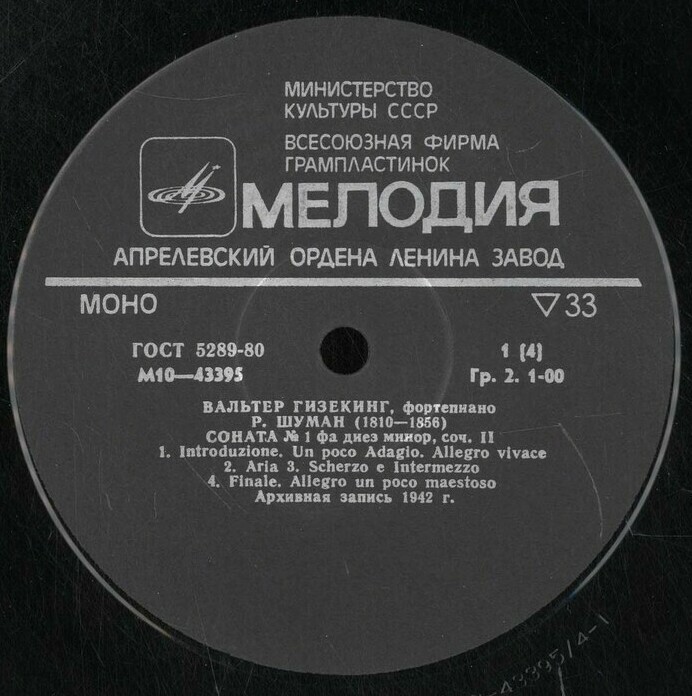 МИНИСТЕРСТВО
КУЛЬТУРЫ СССР
ВСЕСОЮЗНАЯ ФИРМА
ГРАМПЛАСТИНОК
МЕЛОДИЯ
АПРЕЛЕВСКИЙ ОРДЕНА ЛЕНИНА ЗАВОД
МОНО ▽33
ГОСТ 5289-80 1 (4)
М10—43395 Гр. 2. 1-00
ВАЛЬТЕР ГИЗЕКИНГ, фортепиано
Р. ШУМАН (1810—1856)
СОНАТА № 1 фа диез минор, соч. II
1. Introduzione. Un poco Adagio. Allegro vivace
2. Aria 3. Scherzo e Intermezzo
4. Finale. Allegro un poco maestoso
Архивная запись 1942 г.
-43395/4-1